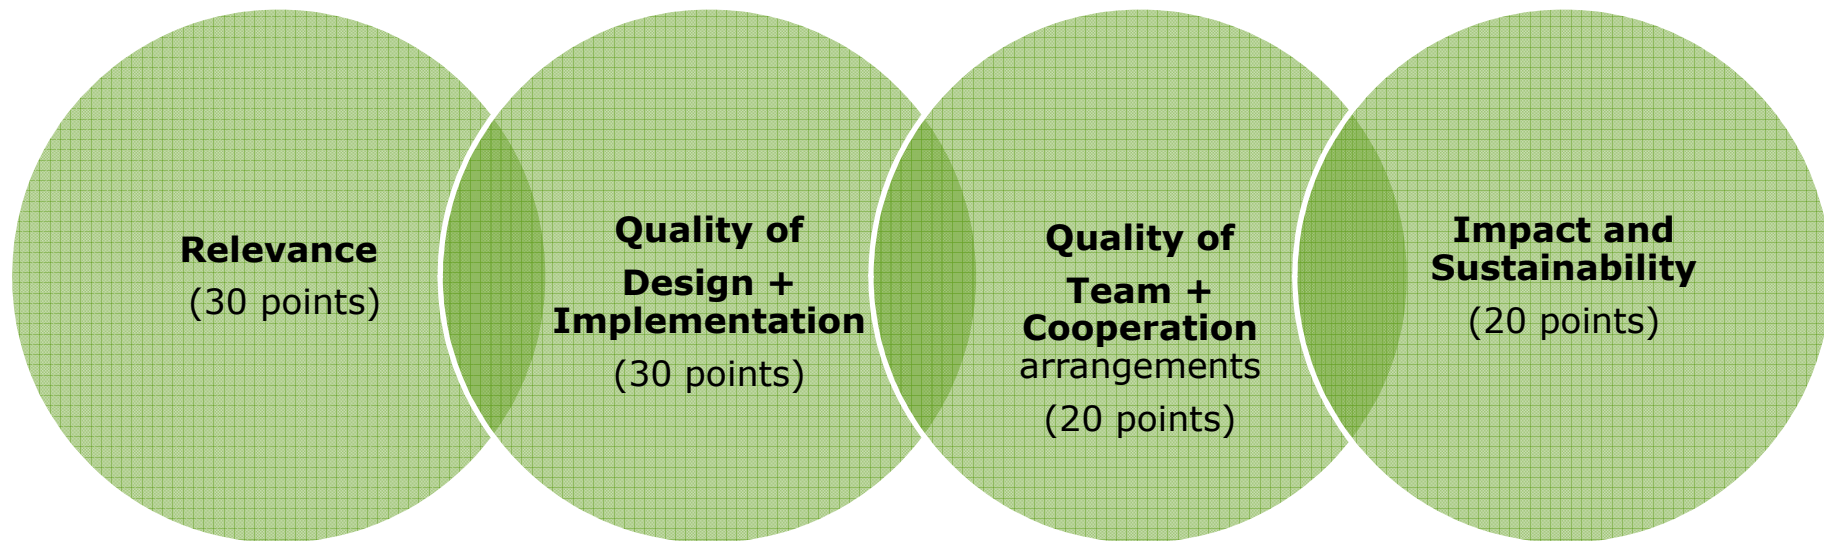 Relevance
(30 points)
Quality of
Design +
Implementation
(30 points)
Quality of
Team +
Cooperation
arrangements
(20 points)
Impact and
Sustainability
(20 points)